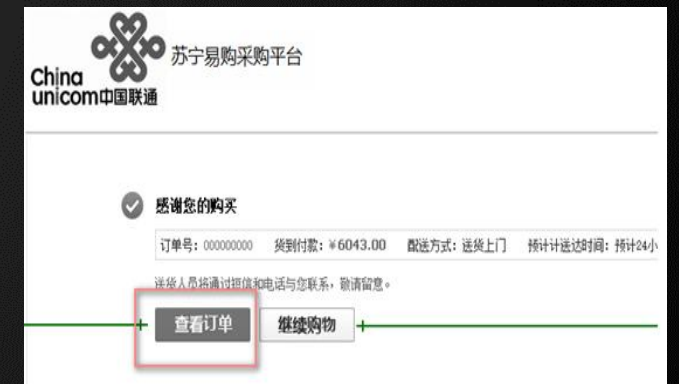 苏宁易购采购平台
China
unicom中国联通
感谢您的购买
订单号：000000000 货到付款：¥6043.00 配送方式：送货上门 预计计送达时间：预计24小
送货人员将通过短信和电话与您联系，敬请留意。
查看订单 继续购物